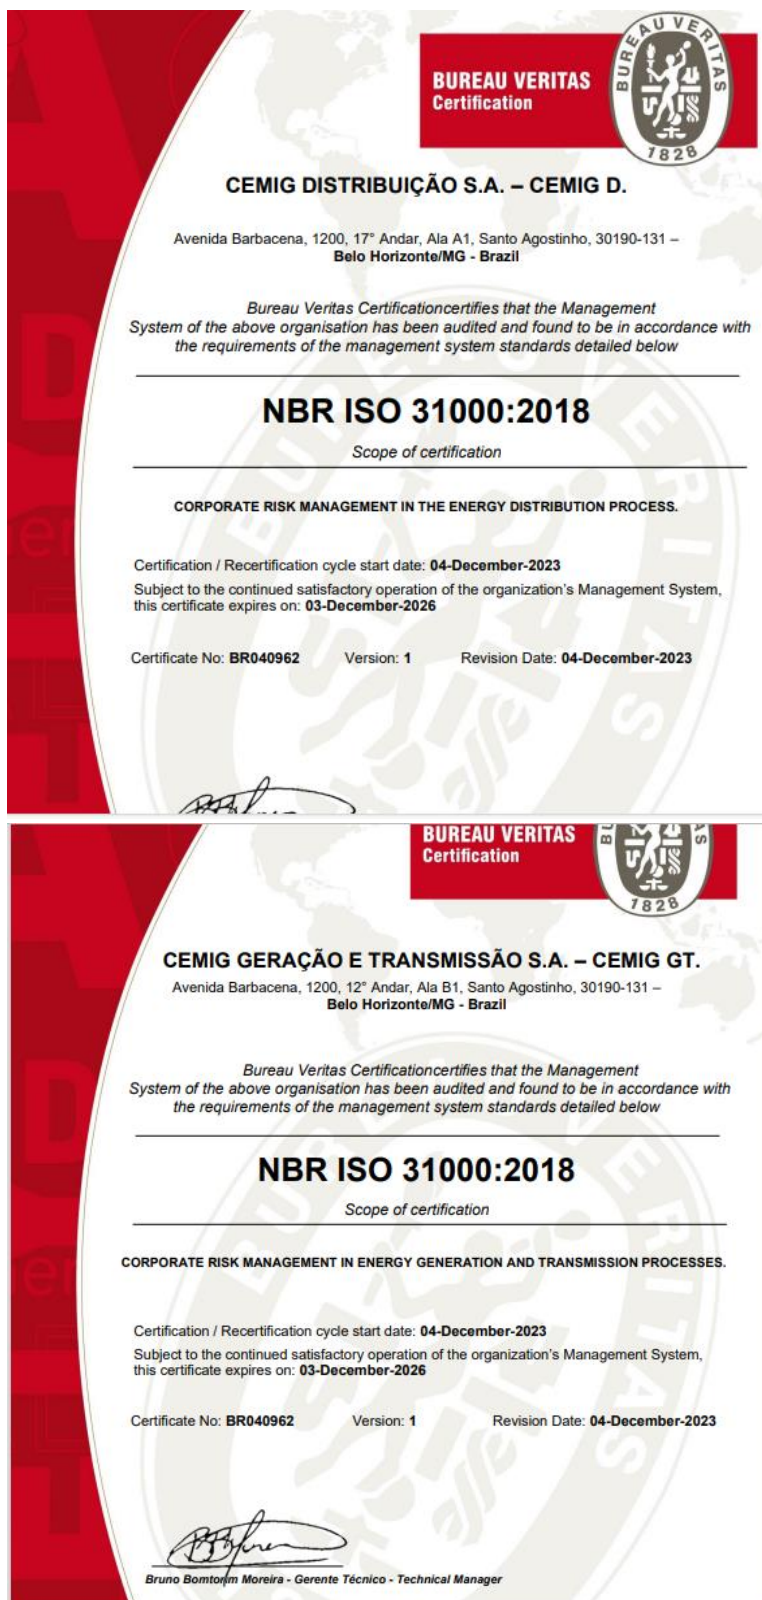 BUREAU VERITAS
Certification
BUREAU VERITAS
1828
CEMIG DISTRIBUIÇÃO S.A. – CEMIG D.
Avenida Barbacena, 1200, 17° Andar, Ala A1, Santo Agostinho, 30190-131 –
Belo Horizonte/MG - Brazil
Bureau Veritas Certificationcertifies that the Management
System of the above organisation has been audited and found to be in accordance with
the requirements of the management system standards detailed below
NBR ISO 31000:2018
Scope of certification
CORPORATE RISK MANAGEMENT IN THE ENERGY DISTRIBUTION PROCESS.
Certification / Recertification cycle start date: 04-December-2023
Subject to the continued satisfactory operation of the organization's Management System,
this certificate expires on: 03-December-2026
Certificate No: BR040962 Version: 1 Revision Date: 04-December-2023
BUREAU VERITAS
Certification
1828
CEMIG GERAÇÃO E TRANSMISSÃO S.A. – CEMIG GT.
Avenida Barbacena, 1200, 12° Andar, Ala B1, Santo Agostinho, 30190-131 –
Belo Horizonte/MG - Brazil
Bureau Veritas Certificationcertifies that the Management
System of the above organisation has been audited and found to be in accordance with
the requirements of the management system standards detailed below
NBR ISO 31000:2018
Scope of certification
CORPORATE RISK MANAGEMENT IN ENERGY GENERATION AND TRANSMISSION PROCESSES.
Certification / Recertification cycle start date: 04-December-2023
Subject to the continued satisfactory operation of the organization's Management System,
this certificate expires on: 03-December-2026
Certificate No: BR040962 Version: 1 Revision Date: 04-December-2023
Bruno Bomtorim Moreira - Gerente Técnico - Technical Manager